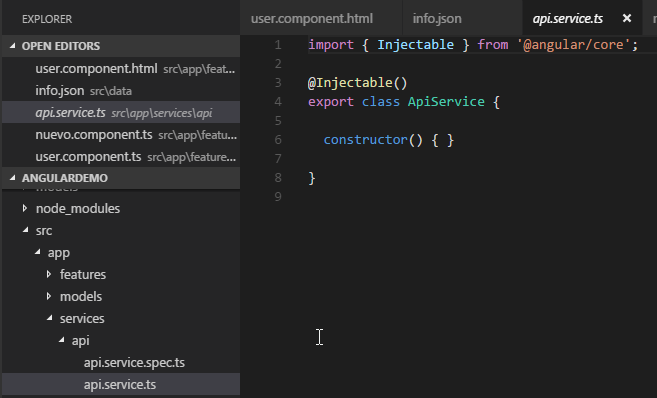 EXPLORER
OPEN EDITORS
user.component.html src\app\feat...
info.json src\data
api.service.ts src\app\services\api
nuevo.component.ts src\app\featu...
user.component.ts src\app\feature...
ANGULARDEMO
models
node_modules
src
app
features
models
services
api
api.service.spec.ts
api.service.ts
user.component.html info.json api.service.ts
1 import { Injectable } from '@angular/core';
2
3 @Injectable()
4 export class ApiService {
5
6 constructor() { }
7
8 }
9